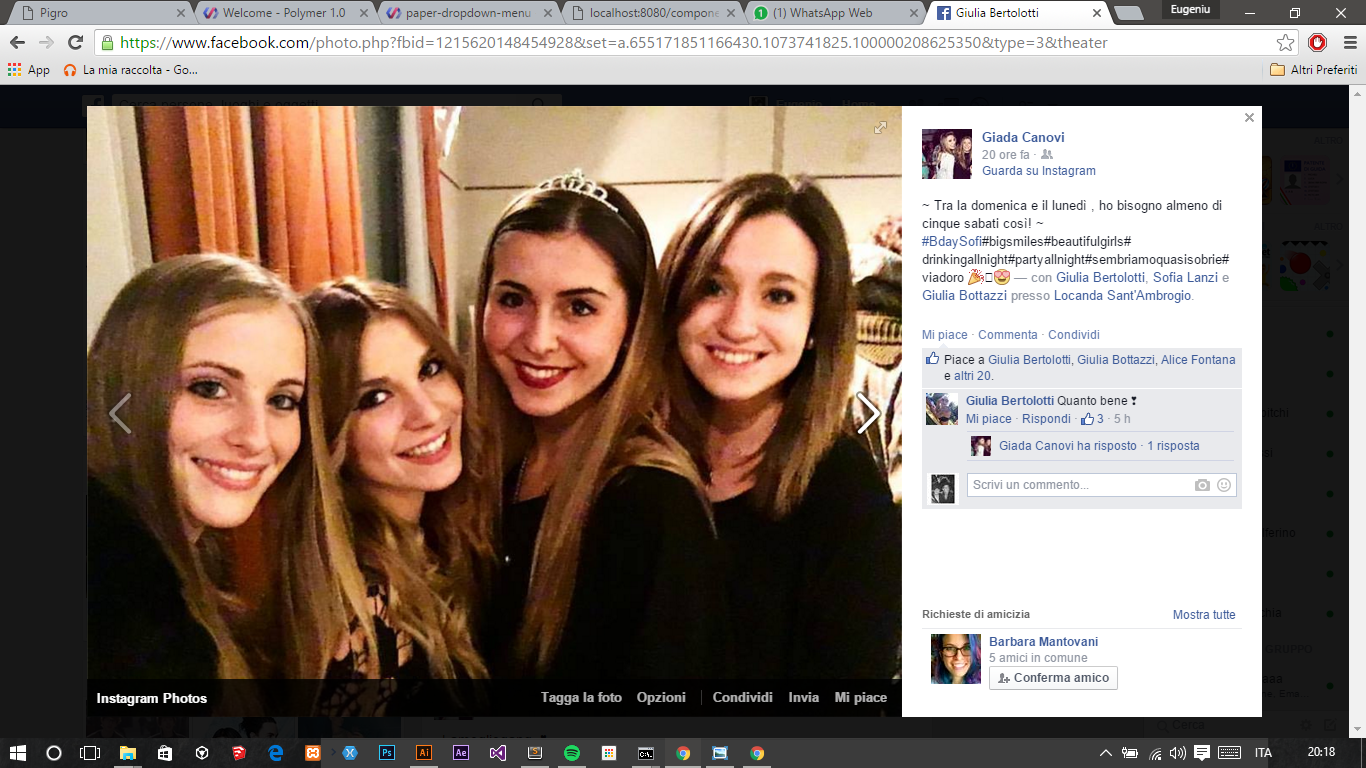 Pigro
Welcome - Polymer 1.0
paper-dropdown-menu
localhost:8080/compone
(1) WhatsApp Web
Giulia Bertolotti
Eugeniu
https://www.facebook.com/photo.php?fbid=1215620148454928&set=a.655171851166430.1073741825.100000208625350&type=3&theater
App
La mia raccolta - Go...
Altri Preferiti
Giada Canovi
20 ore fa ·
Guarda su Instagram
~ Tra la domenica e il lunedì , ho bisogno almeno di
cinque sabati così! ~
#BdaySofi#bigsmiles#beautifulgirls#
drinkingallnight#partyallnight#sembriamoquasisobrie#
viadoro 🎉😍 — con Giulia Bertolotti, Sofia Lanzi e
Giulia Bottazzi presso Locanda Sant'Ambrogio.
Mi piace · Commenta · Condividi
Piace a Giulia Bertolotti, Giulia Bottazzi, Alice Fontana
e altri 20.
Giulia Bertolotti Quanto bene ❣
Mi piace · Rispondi · 3 · 5 h
Giada Canovi ha risposto · 1 risposta
Scrivi un commento...
Richieste di amicizia
Mostra tutte
Barbara Mantovani
5 amici in comune
Conferma amico
Instagram Photos
Tagga la foto
Opzioni
Condividi
Invia
Mi piace
ALTRO
ALTRO
GRUPPO
Cerca
Ps
Ai
Ae
ITA
20:18